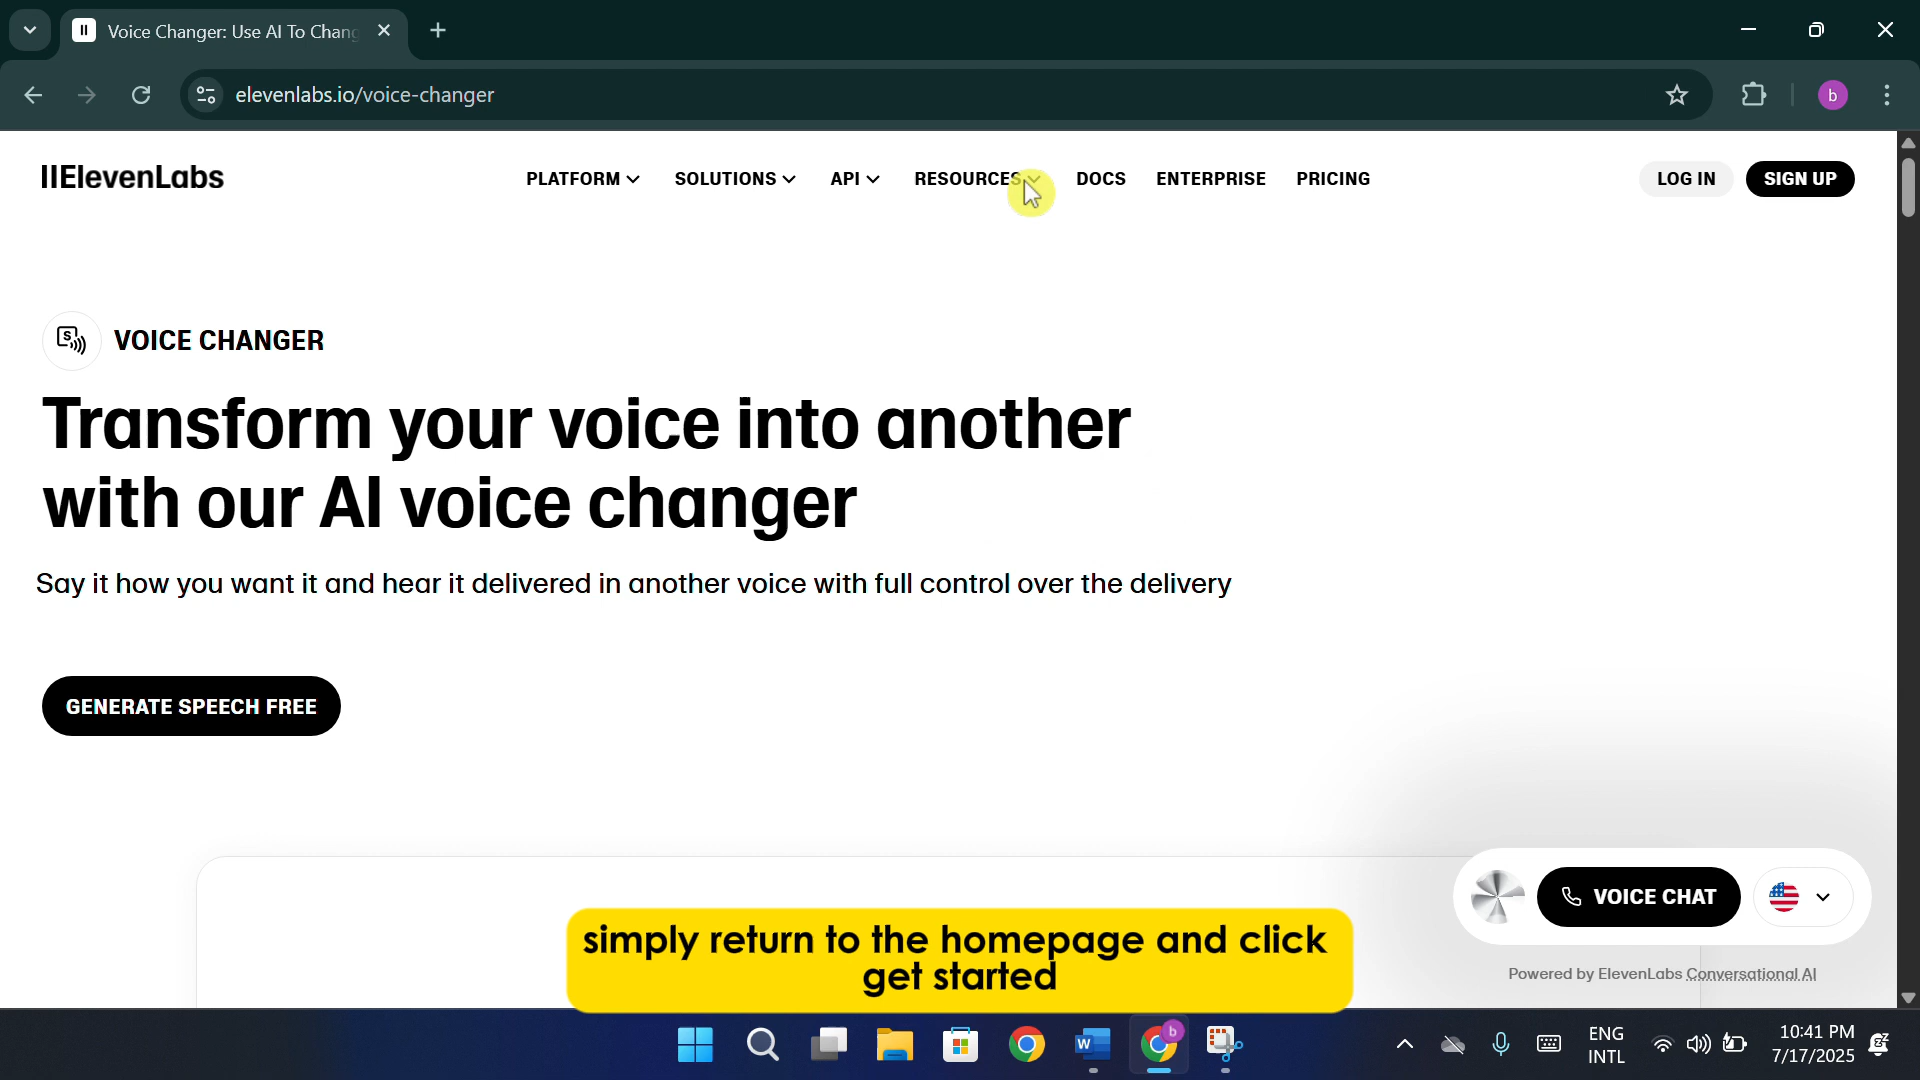 Voice Changer: Use AI To Chang
elevenlabs.io/voice-changer
b
IIElevenLabs
PLATFORM
SOLUTIONS
API
RESOURCES
DOCS
ENTERPRISE
PRICING
LOG IN
SIGN UP
S
VOICE CHANGER
Transform your voice into another
with our AI voice changer
Say it how you want it and hear it delivered in another voice with full control over the delivery
GENERATE SPEECH FREE
VOICE CHAT
Powered by ElevenLabs Conversational AI
simply return to the homepage and click
get started
W
b
ENG
INTL
10:41 PM
7/17/2025